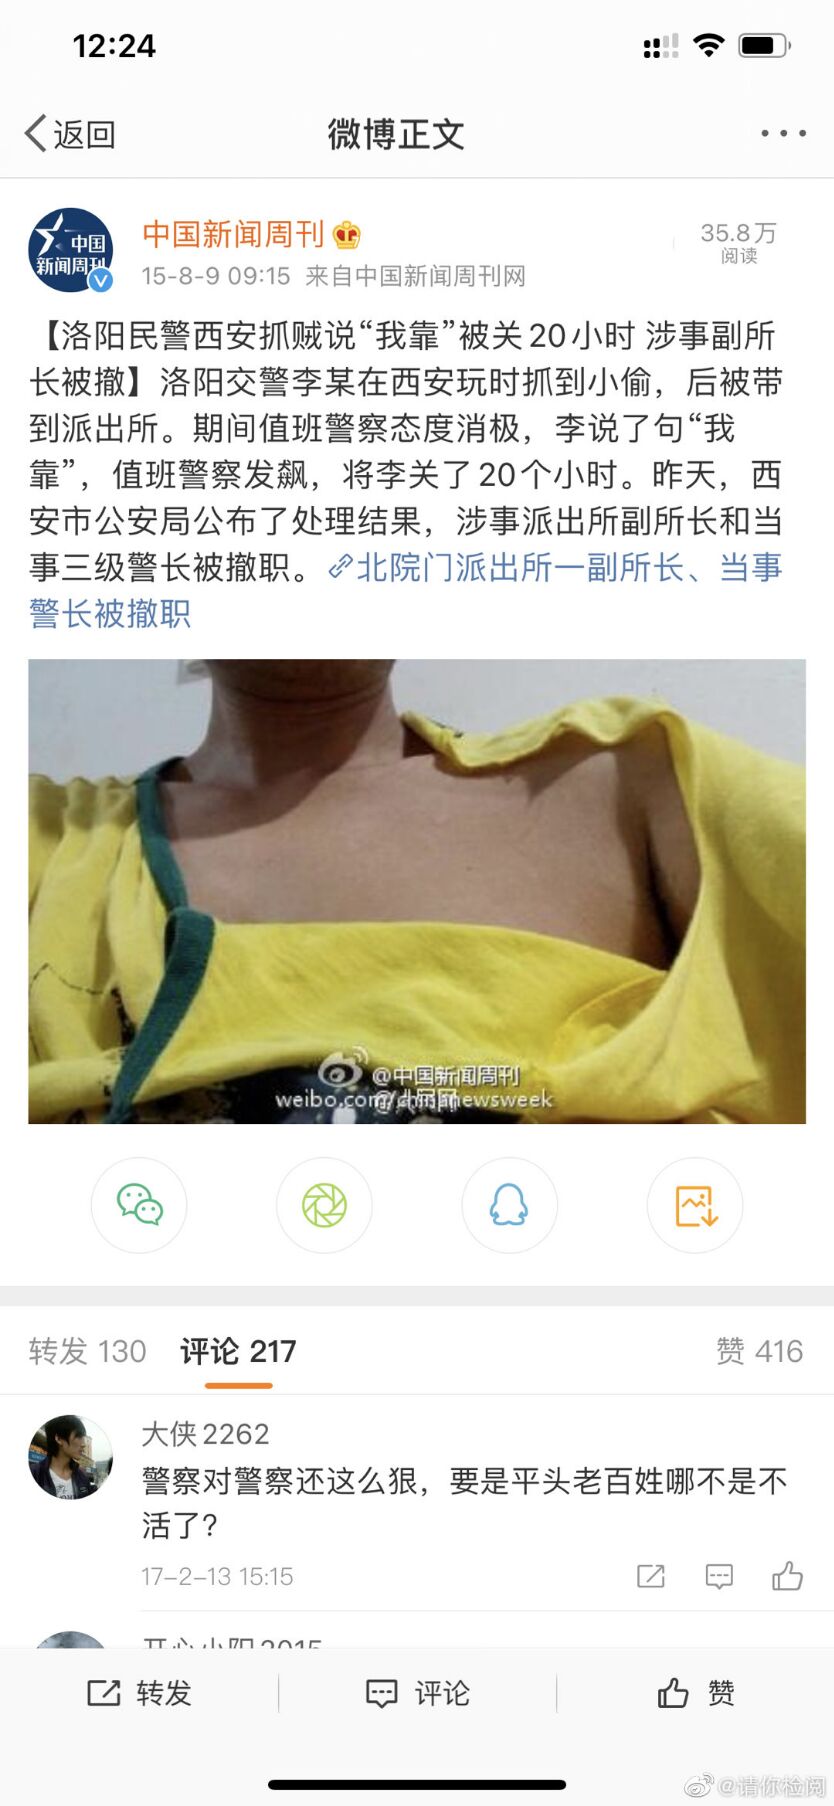 12:24
返回
微博正文
中国
新闻周刊
中国新闻周刊
35.8万
阅读
15-8-9 09:15 来自中国新闻周刊网
【洛阳民警西安抓贼说“我靠”被关20小时 涉事副所
长被撤】洛阳交警李某在西安玩时抓到小偷，后被带
到派出所。期间值班警察态度消极，李说了句“我
靠”，值班警察发飙，将李关了20个小时。昨天，西
安市公安局公布了处理结果，涉事派出所副所长和当
事三级警长被撤职。北院门派出所一副所长、当事
警长被撤职
@中国新闻周刊
weibo.com/chinanewsweek
转发 130
评论 217
赞 416
大侠2262
警察对警察还这么狠，要是平头老百姓哪不是不
活了？
17-2-13 15:15
开心小阳2015
转发
评论
赞
@请你检阅